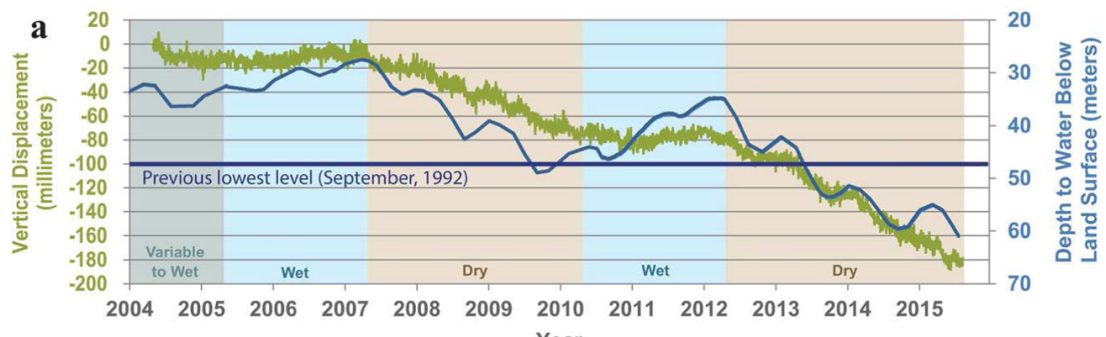 a
Vertical Displacement
(millimeters)
20
0
-20
-40
-60
-80
-100
-120
-140
-160
-180
-200
Previous lowest level (September, 1992)
Variable
to Wet
Wet
Dry
Wet
Dry
20
30
40
50
60
70
Depth to Water Below
Land Surface (meters)
2004 2005 2006 2007 2008 2009 2010 2011 2012 2013 2014 2015
Year